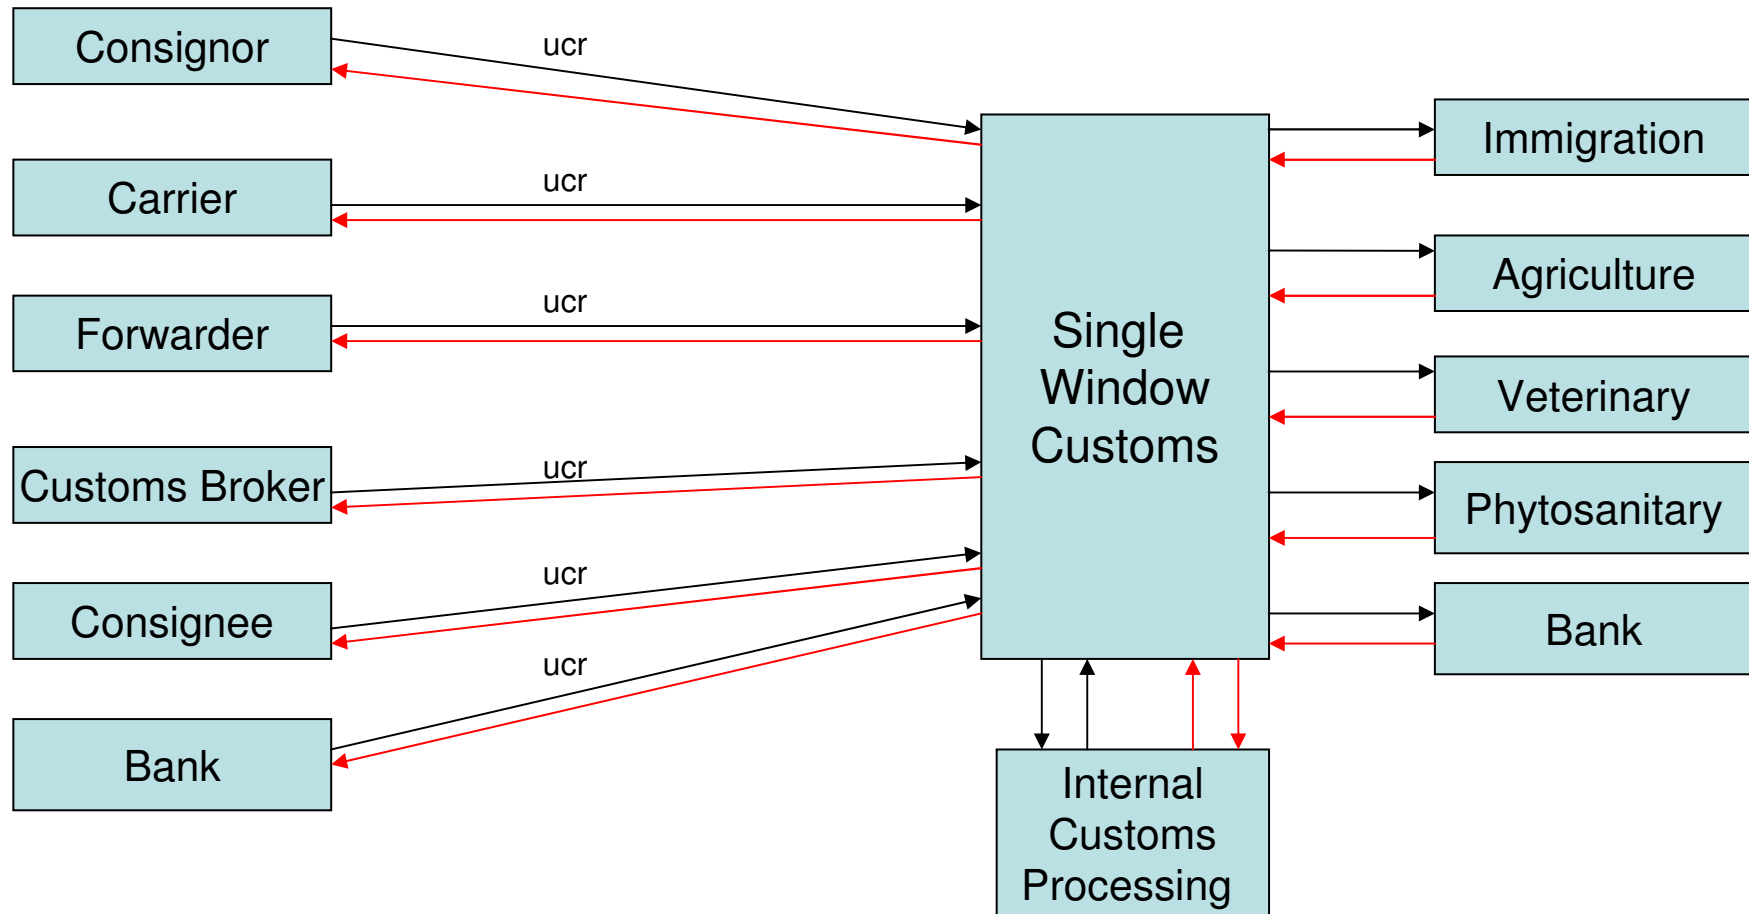 Consignor
ucr
Carrier
ucr
Forwarder
ucr
Customs Broker
ucr
Consignee
ucr
Bank
ucr
Single
Window
Customs
Internal
Customs
Processing
Immigration
Agriculture
Veterinary
Phytosanitary
Bank